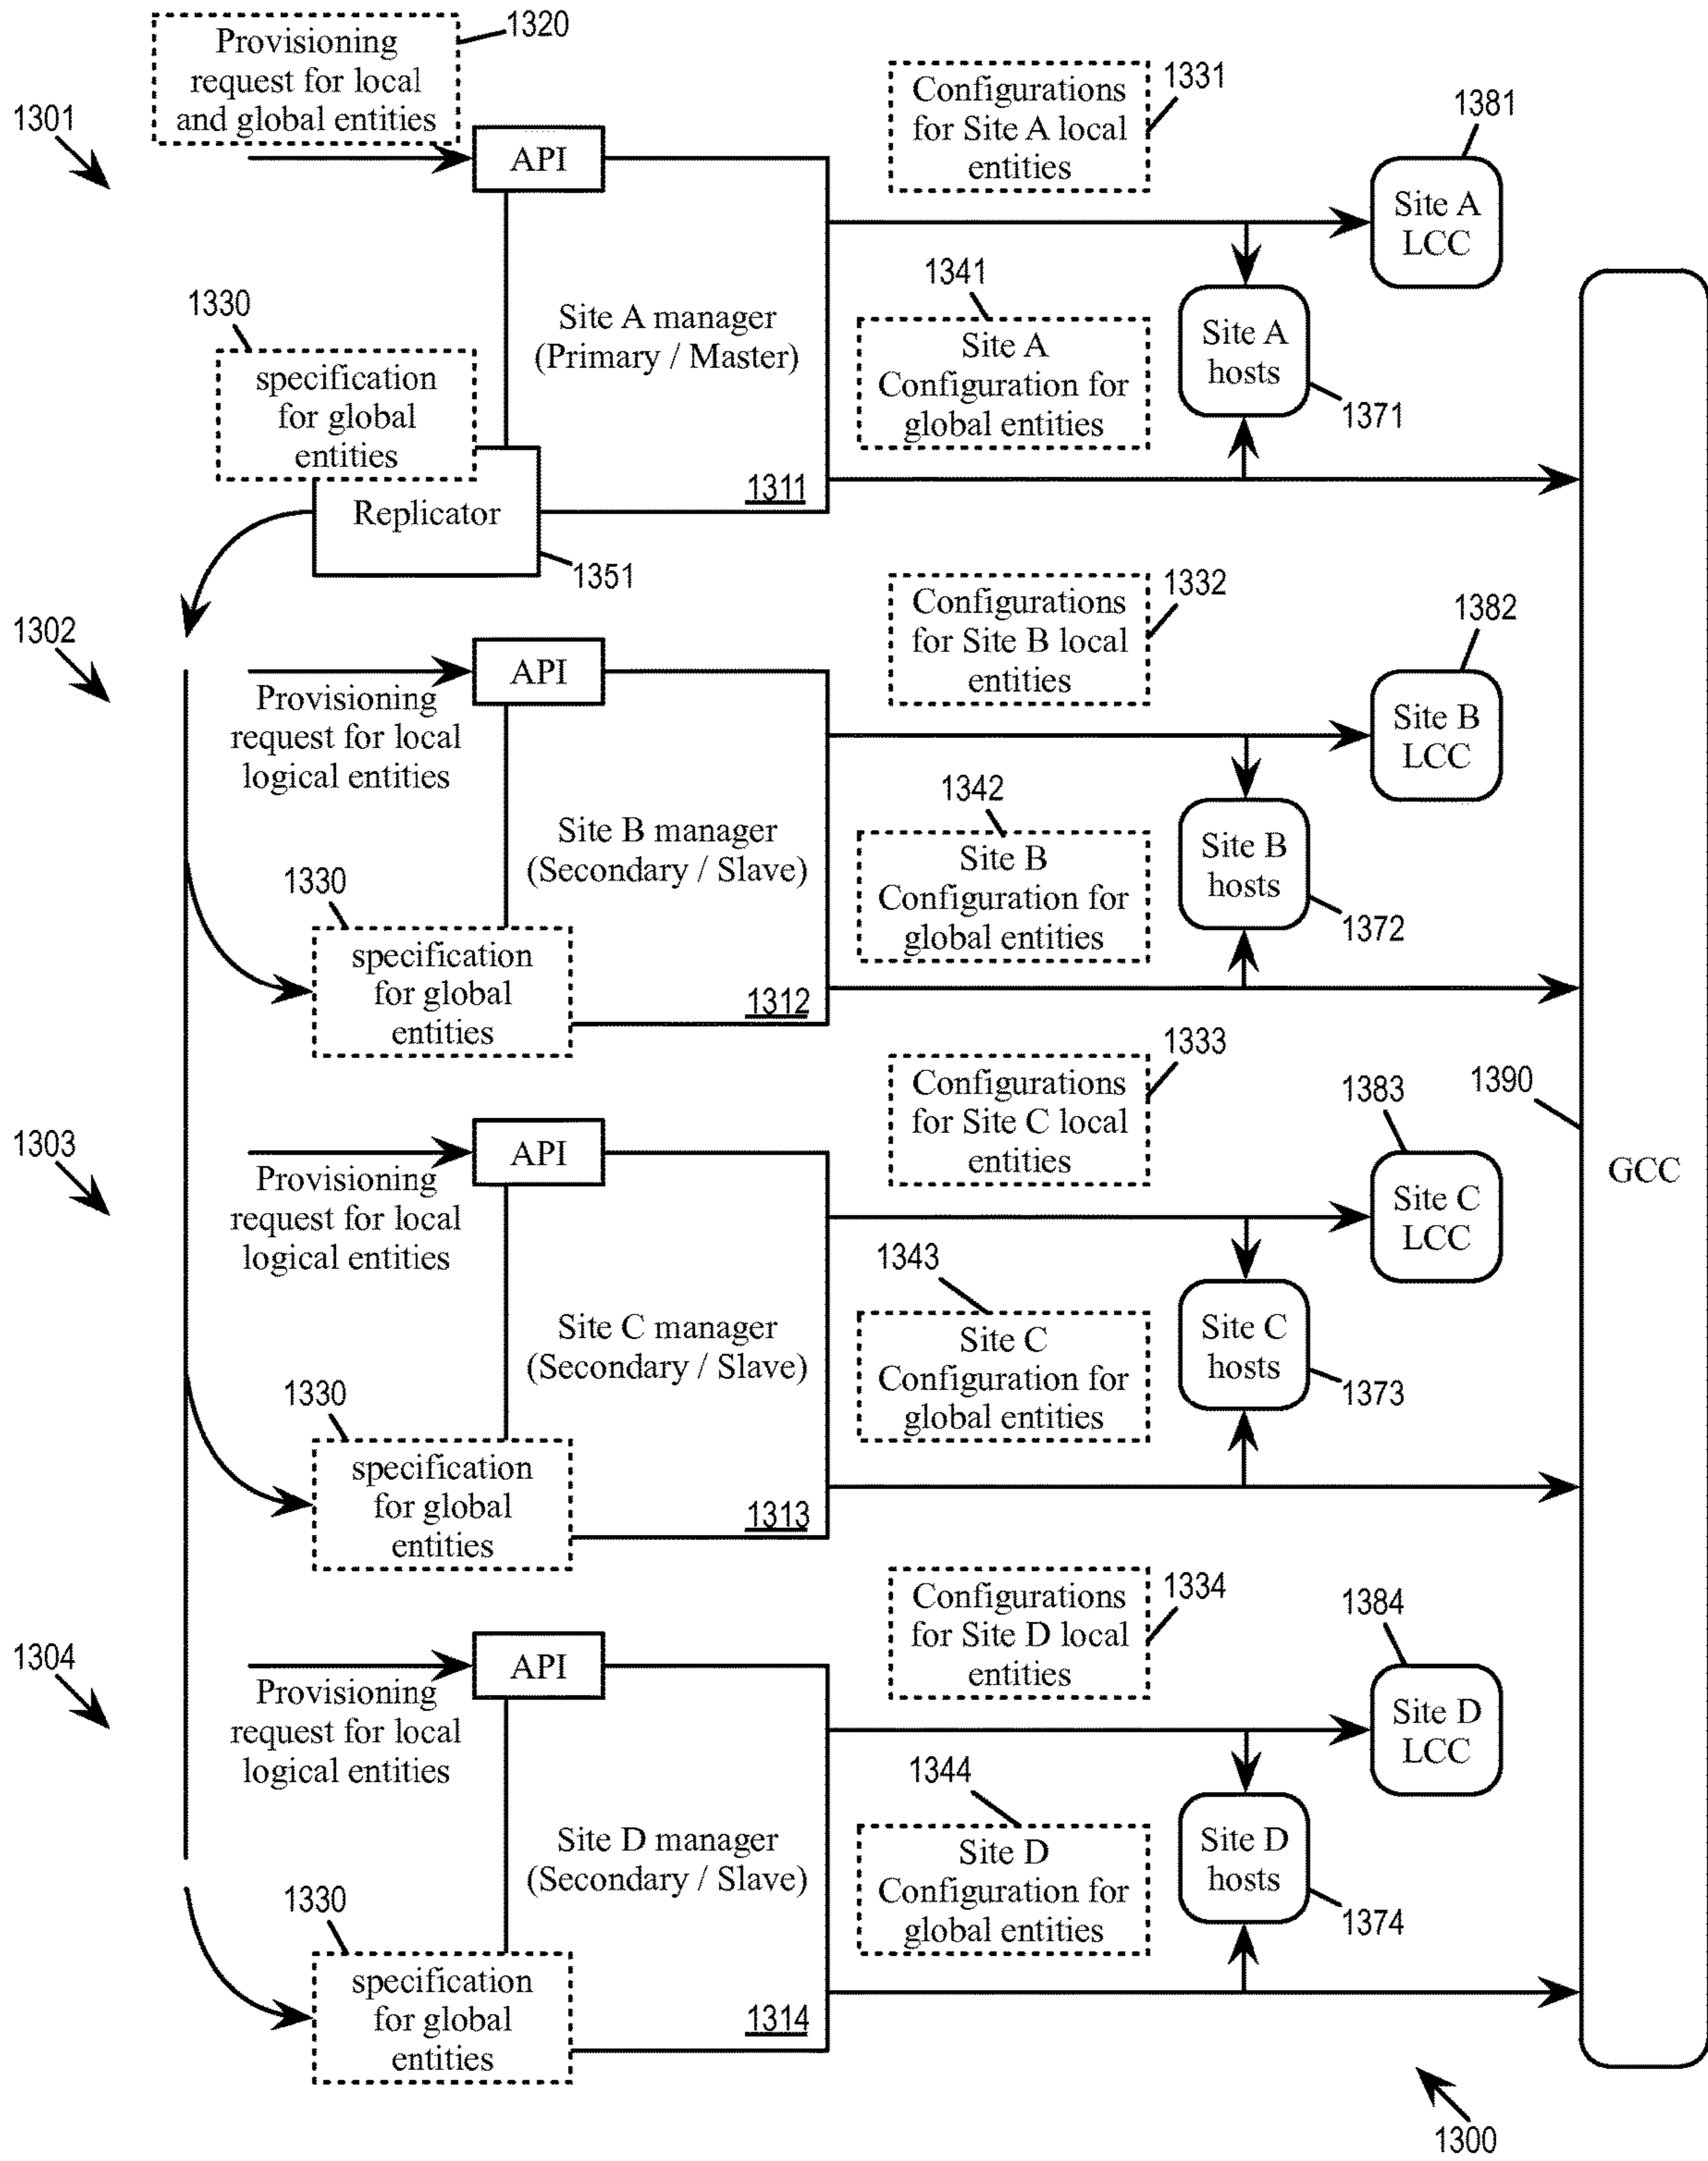 1320
Provisioning
request for local
and global entities
1301
API
Configurations
for Site A local
entities
1331
1381
Site A
LCC
1341
Site A
Configuration for
global entities
Site A
hosts
1371
1330
specification
for global
entities
Site A manager
(Primary / Master)
1311
Replicator
1351
1302
API
Provisioning
request for local
logical entities
Configurations
for Site B local
entities
1332
1382
Site B
LCC
1342
Site B
Configuration for
global entities
Site B
hosts
1372
Site B manager
(Secondary / Slave)
1330
specification
for global
entities
1312
1303
API
Provisioning
request for local
logical entities
Configurations
for Site C local
entities
1333
1383
Site C
LCC
1390
GCC
1343
Site C
Configuration for
global entities
Site C
hosts
1373
Site C manager
(Secondary / Slave)
1330
specification
for global
entities
1313
1304
API
Provisioning
request for local
logical entities
Configurations
for Site D local
entities
1334
1384
Site D
LCC
1344
Site D
Configuration for
global entities
Site D
hosts
1374
Site D manager
(Secondary / Slave)
1330
specification
for global
entities
1314
1300